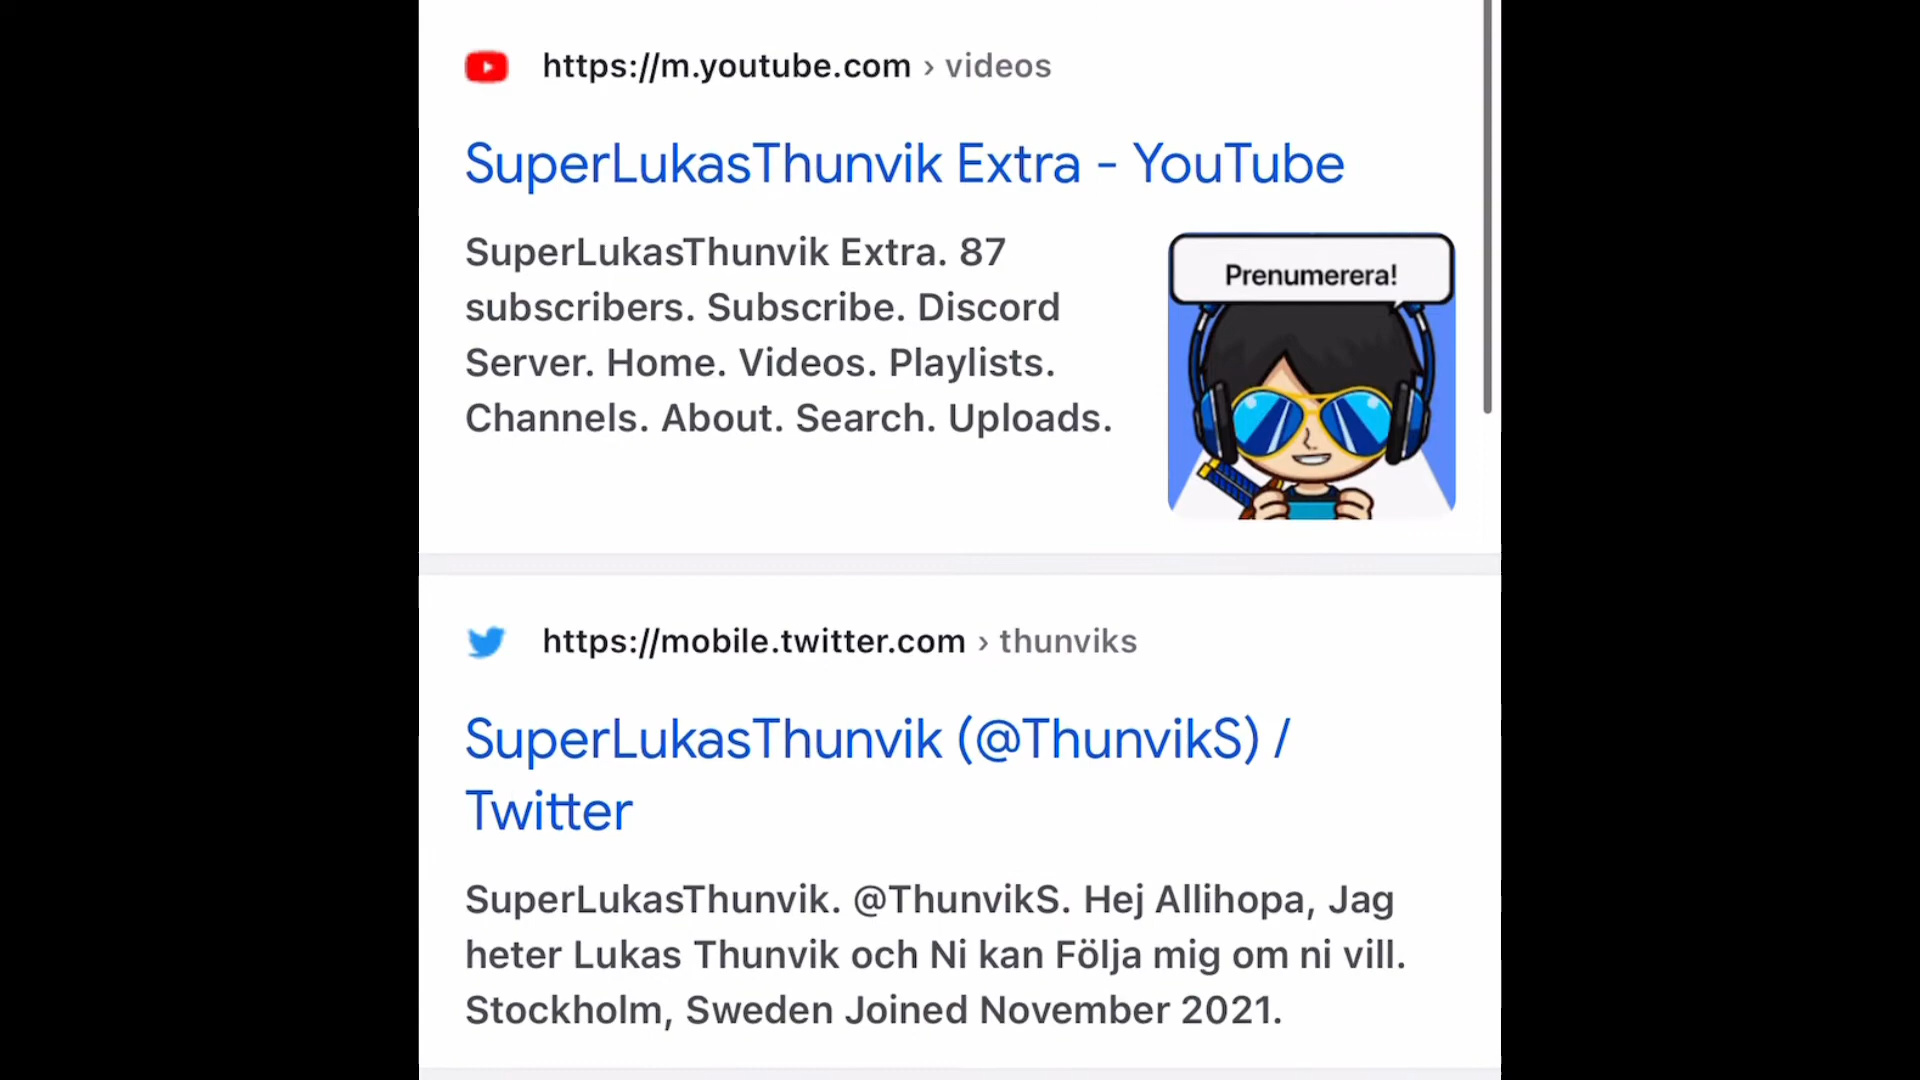 https://m.youtube.com › videos
SuperLukasThunvik Extra - YouTube
SuperLukasThunvik Extra. 87
subscribers. Subscribe. Discord
Server. Home. Videos. Playlists.
Channels. About. Search. Uploads.
Prenumerera!
https://mobile.twitter.com › thunviks
SuperLukasThunvik (@ThunvikS) /
Twitter
SuperLukasThunvik. @ThunvikS. Hej Allihopa, Jag
heter Lukas Thunvik och Ni kan Följa mig om ni vill.
Stockholm, Sweden Joined November 2021.